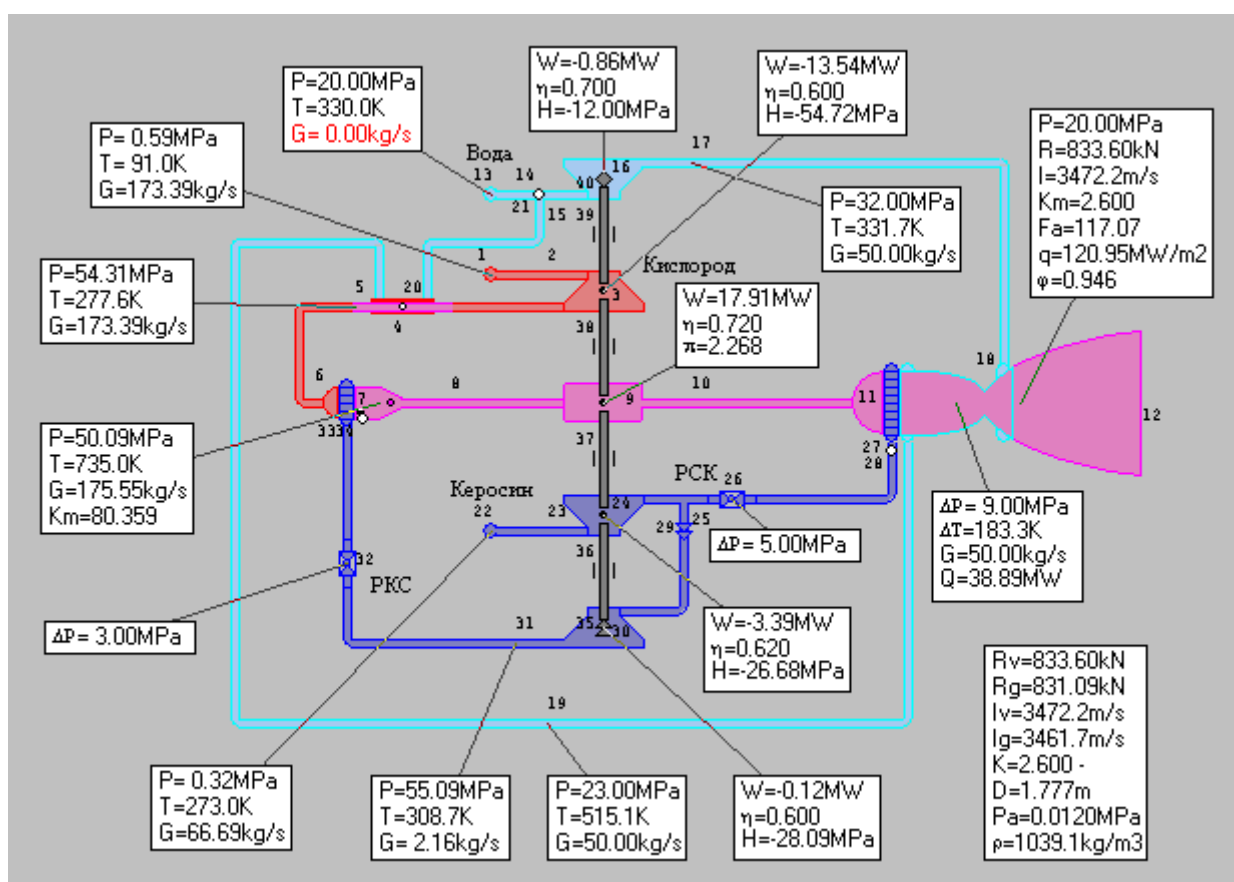 W=-0.86MW
η=0.700
H=-12.00MPa
W=-13.54MW
η=0.600
H=-54.72MPa
P=20.00MPa
T=330.0K
G= 0.00kg/s
P= 0.59MPa
T= 91.0K
G=173.39kg/s
P=20.00MPa
R=833.60kN
I=3472.2m/s
Km=2.600
Fa=117.07
q=120.95MW/m2
φ=0.946
Вода
13
14
21
15
40
16
39
17
P=32.00MPa
T=331.7K
G=50.00kg/s
1
2
Кислород
3
P=54.31MPa
T=277.6K
G=173.39kg/s
5
20
4
38
W=17.91MW
η=0.720
π=2.268
6
7
8
9
10
11
18
12
33
34
37
27
28
P=50.09MPa
T=735.0K
G=175.55kg/s
Km=80.359
Керосин
22
23
24
РСК
26
29
25
ΔP=5.00MPa
ΔP= 9.00MPa
ΔT=183.3K
G=50.00kg/s
Q=38.89MW
36
32
РКС
ΔP= 3.00MPa
31
35
30
W=-3.39MW
η=0.620
H=-26.68MPa
19
P= 0.32MPa
T=273.0K
G=66.69kg/s
P=55.09MPa
T=308.7K
G= 2.16kg/s
P=23.00MPa
T=515.1K
G=50.00kg/s
W=-0.12MW
η=0.600
H=-28.09MPa
Rv=833.60kN
Rg=831.09kN
Iv=3472.2m/s
Ig=3461.7m/s
K=2.600 -
D=1.777m
Pa=0.0120MPa
ρ=1039.1kg/m3